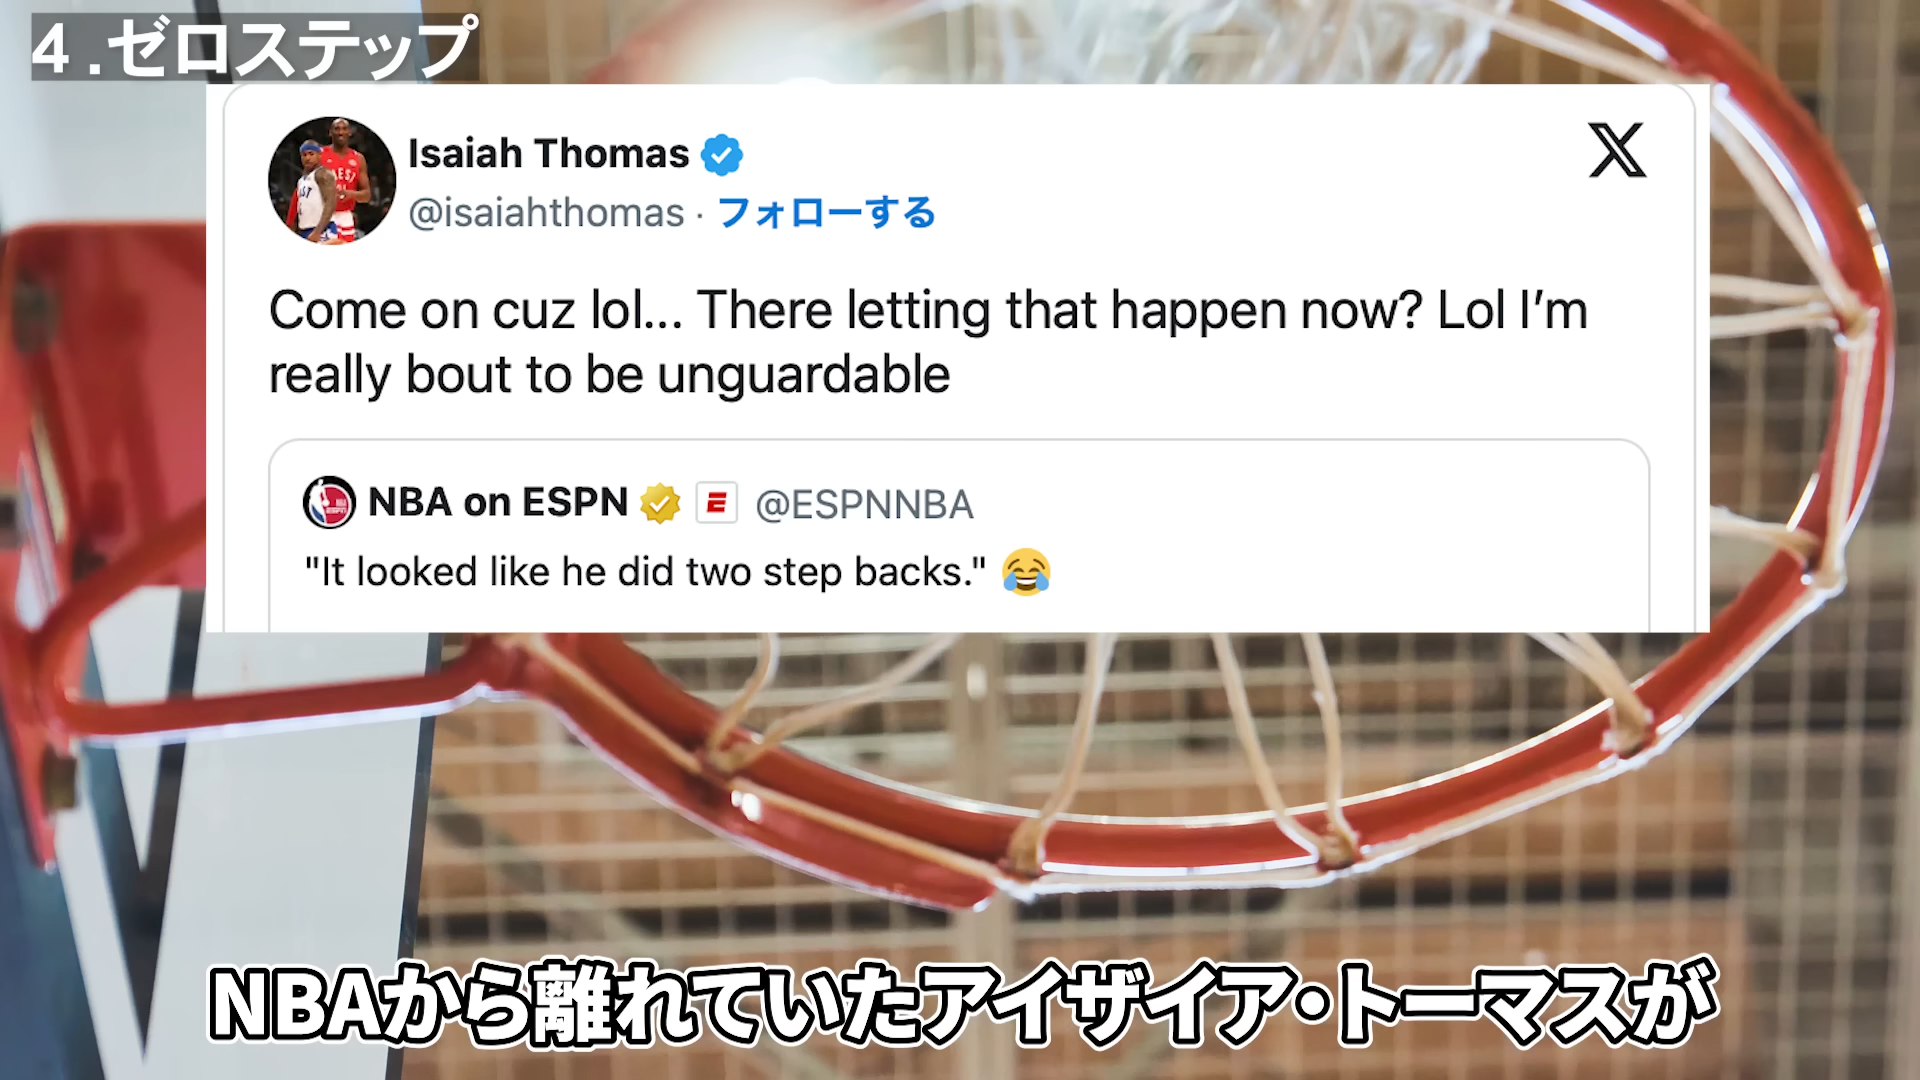 4.ゼロステップ
Isaiah Thomas
@isaiahthomas · フォローする
Come on cuz lol... There letting that happen now? Lol I’m
really bout to be unguardable
NBA on ESPN E @ESPNNBA
"It looked like he did two step backs." 😂
NBAから離れていたアイザイア・トーマスが